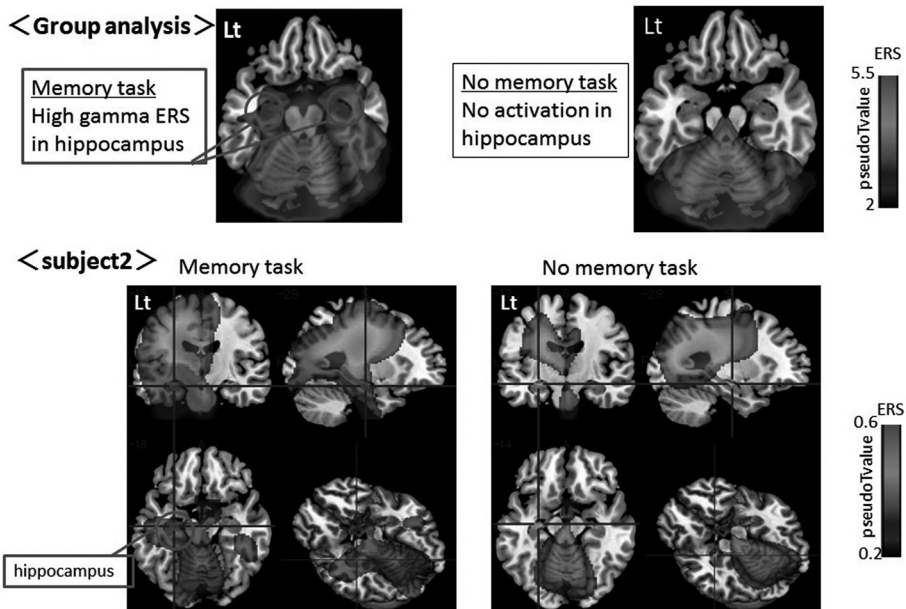 <Group analysis>
Lt
Memory task
High gamma ERS
in hippocampus
Lt
No memory task
No activation in
hippocampus
ERS
5.5
pseudoTvalue
2
<subject2>
Memory task
No memory task
Lt
Lt
ERS
0.6
pseudoTvalue
0.2
hippocampus